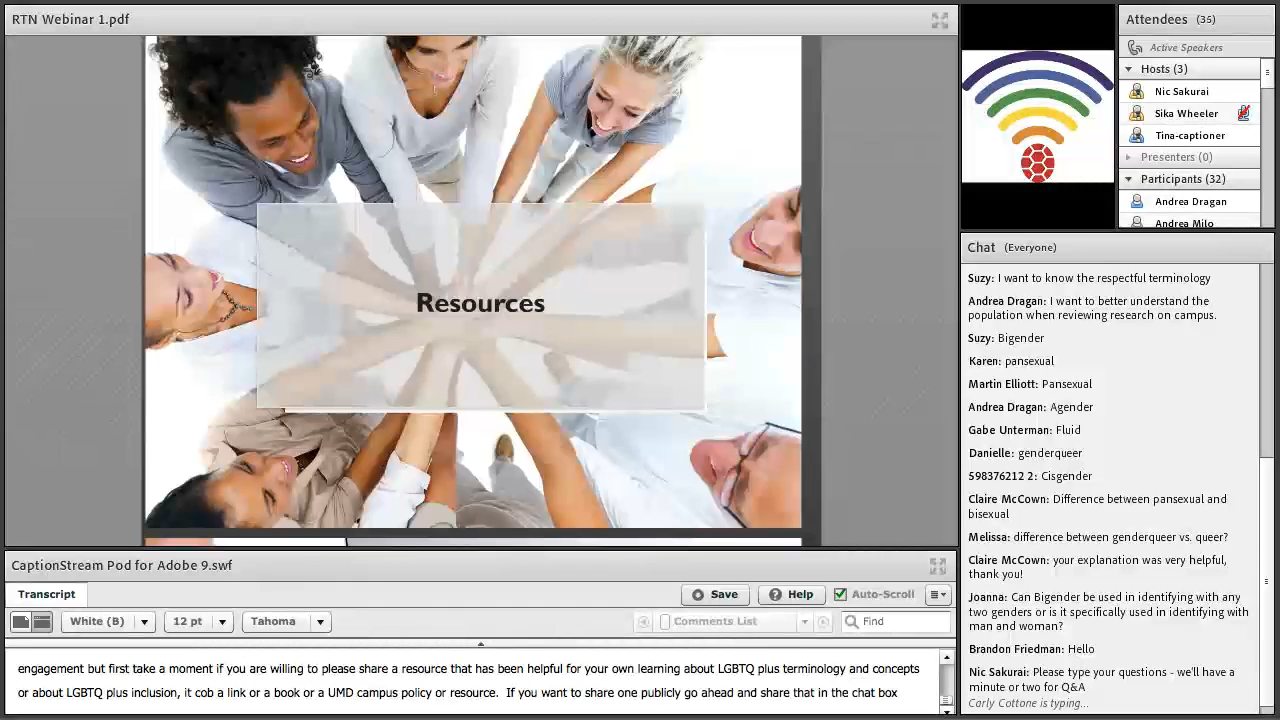 RTN Webinar 1.pdf
Resources
CaptionStream Pod for Adobe 9.swf
Transcript
Save
Help
Auto-Scroll
White (B)
12 pt
Tahoma
Comments List
Find
engagement but first take a moment if you are willing to please share a resource that has been helpful for your own learning about LGBTQ plus terminology and concepts
or about LGBTQ plus inclusion, it cob a link or a book or a UMD campus policy or resource. If you want to share one publicly go ahead and share that in the chat box
Attendees (35)
Active Speakers
Hosts (3)
Nic Sakurai
Sika Wheeler
Tina-captioner
Presenters (0)
Participants (32)
Andrea Dragan
Andrea Milo
Chat (Everyone)
Suzy: I want to know the respectful terminology
Andrea Dragan: I want to better understand the
population when reviewing research on campus.
Suzy: Bigender
Karen: pansexual
Martin Elliott: Pansexual
Andrea Dragan: Agender
Gabe Unterman: Fluid
Danielle: genderqueer
598376212 2: Cisgender
Claire McCown: Difference between pansexual and
bisexual
Melissa: difference between genderqueer vs. queer?
Claire McCown: your explanation was very helpful,
thank you!
Joanna: Can Bigender be used in identifying with any
two genders or is it specifically used in identifying with
man and woman?
Brandon Friedman: Hello
Nic Sakurai: Please type your questions - we'll have a
minute or two for Q&A
Carly Cottone is typing...